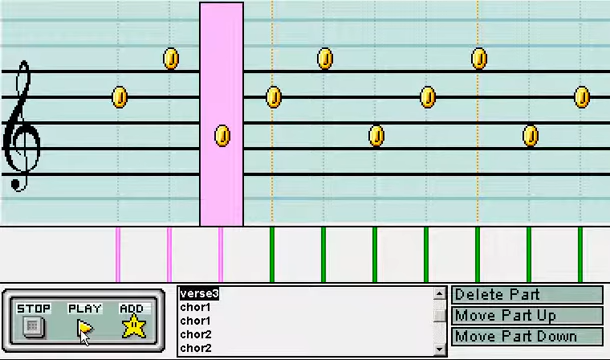 STOP PLAY ADD
verse3
chor1
chor1
chor2
chor2
Delete Part
Move Part Up
Move Part Down